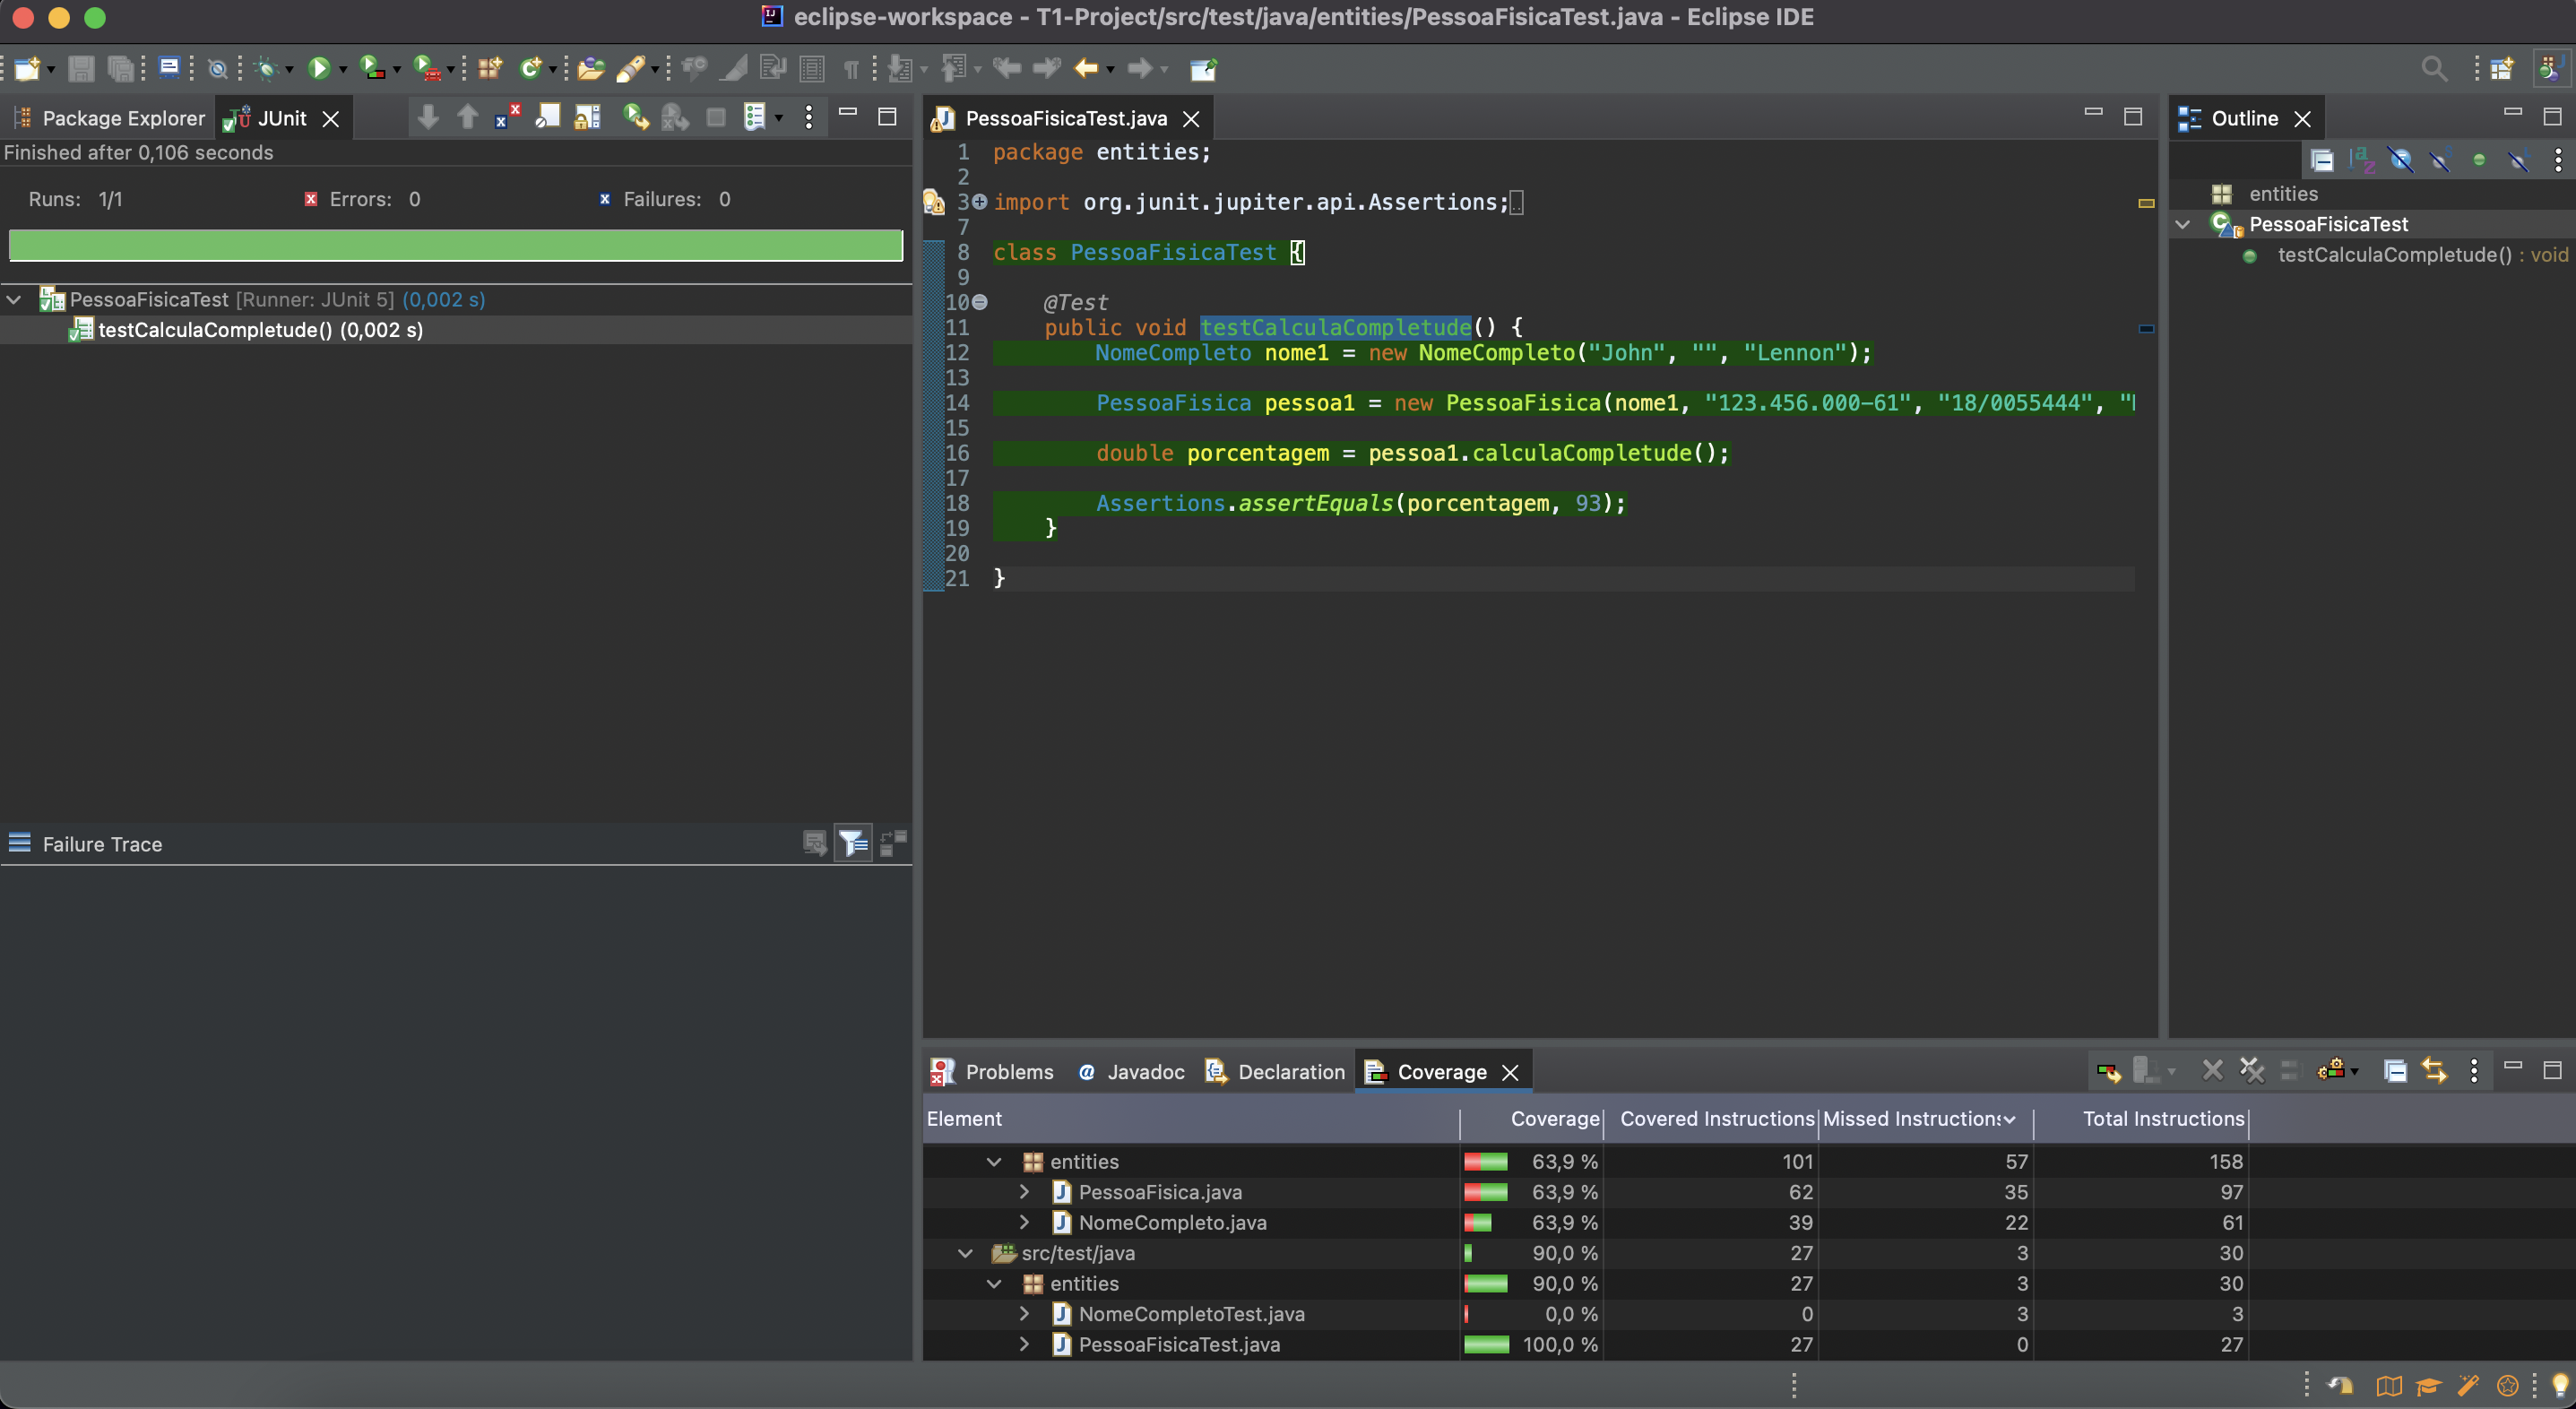 eclipse-workspace - T1-Project/src/test/java/entities/PessoaFisicaTest.java - Eclipse IDE
Package Explorer
JUnit
Finished after 0,106 seconds
Runs: 1/1 Errors: 0 Failures: 0
PessoaFisicaTest [Runner: JUnit 5] (0,002 s)
testCalculaCompletude() (0,002 s)
Failure Trace
PessoaFisicaTest.java
1 package entities;
2
3 import org.junit.jupiter.api.Assertions;
7
8 class PessoaFisicaTest {
9
10 @Test
11 public void testCalculaCompletude() {
12 NomeCompleto nome1 = new NomeCompleto("John", "", "Lennon");
13
14 PessoaFisica pessoa1 = new PessoaFisica(nome1, "123.456.000-61", "18/0055444", "
15
16 double porcentagem = pessoa1.calculaCompletude();
17
18 Assertions.assertEquals(porcentagem, 93);
19 }
20
21 }
Outline
entities
PessoaFisicaTest
testCalculaCompletude() : void
Problems Javadoc Declaration Coverage
Element Coverage Covered Instructions Missed Instructions Total Instructions
entities 63,9 % 101 57 158
PessoaFisica.java 63,9 % 62 35 97
NomeCompleto.java 63,9 % 39 22 61
src/test/java 90,0 % 27 3 30
entities 90,0 % 27 3 30
NomeCompletoTest.java 0,0 % 0 3 3
PessoaFisicaTest.java 100,0 % 27 0 27